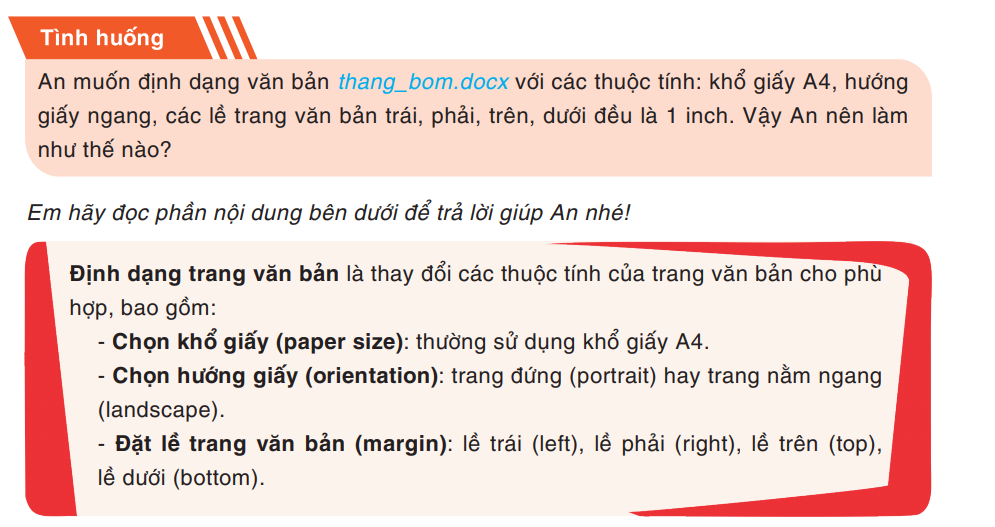 Tình huống
An muốn định dạng văn bản thang_bom.docx với các thuộc tính: khổ giấy A4, hướng
giấy ngang, các lề trang văn bản trái, phải, trên, dưới đều là 1 inch. Vậy An nên làm
như thế nào?
Em hãy đọc phần nội dung bên dưới để trả lời giúp An nhé!
Định dạng trang văn bản là thay đổi các thuộc tính của trang văn bản cho phù
hợp, bao gồm:
- Chọn khổ giấy (paper size): thường sử dụng khổ giấy A4.
- Chọn hướng giấy (orientation): trang đứng (portrait) hay trang nằm ngang
(landscape).
- Đặt lề trang văn bản (margin): lề trái (left), lề phải (right), lề trên (top),
lề dưới (bottom).